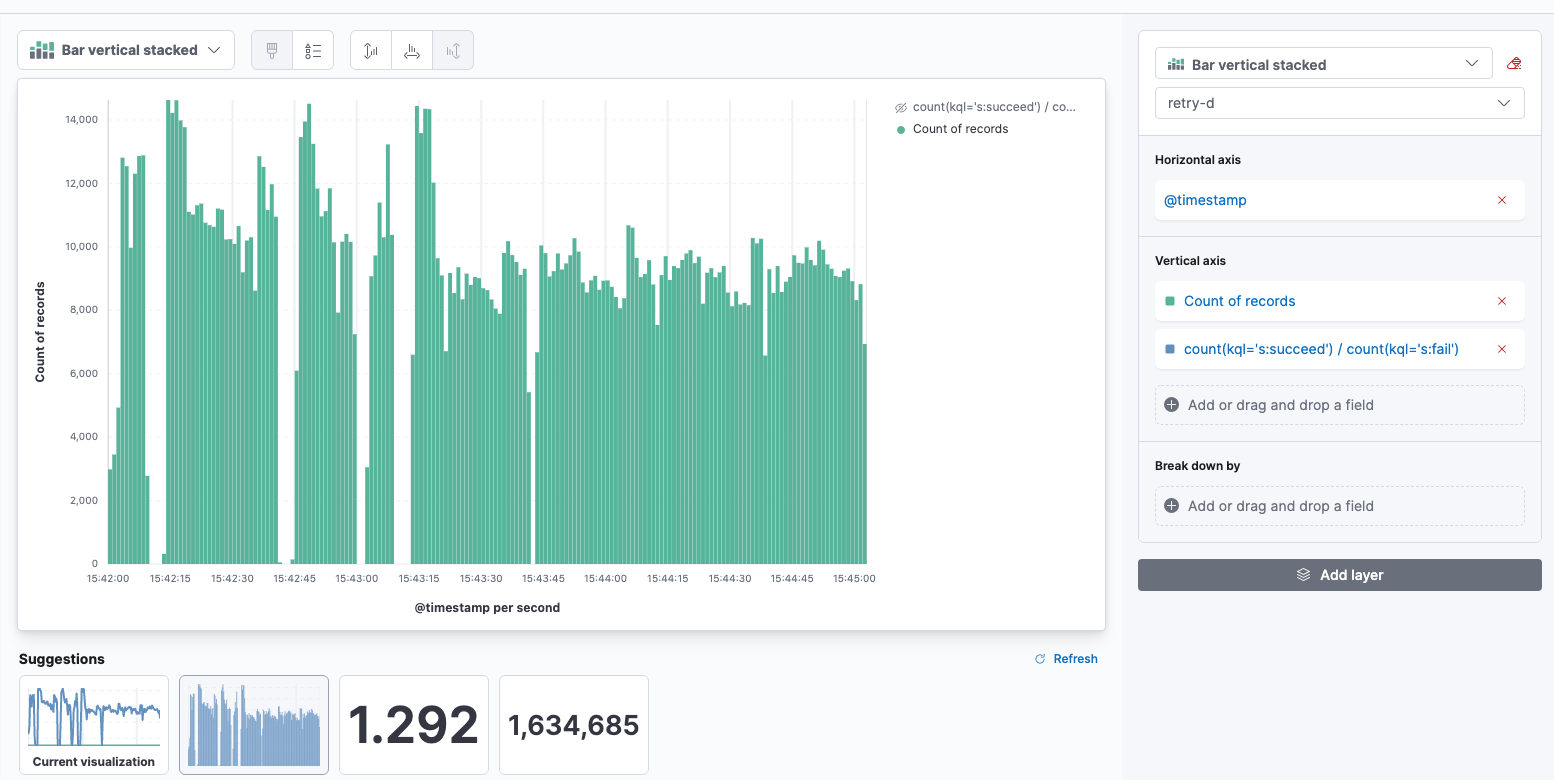 Bar vertical stacked
14,000
12,000
10,000
8,000
6,000
4,000
2,000
0
Count of records
15:42:00 15:42:15 15:42:30 15:42:45 15:43:00 15:43:15 15:43:30 15:43:45 15:44:00 15:44:15 15:44:30 15:44:45 15:45:00
@timestamp per second
count(kql='s:succeed') / co...
Count of records
Suggestions
Refresh
Current visualization
1.292
1,634,685
Bar vertical stacked
retry-d
Horizontal axis
@timestamp
Vertical axis
Count of records
count(kql='s:succeed') / count(kql='s:fail')
Add or drag and drop a field
Break down by
Add or drag and drop a field
Add layer